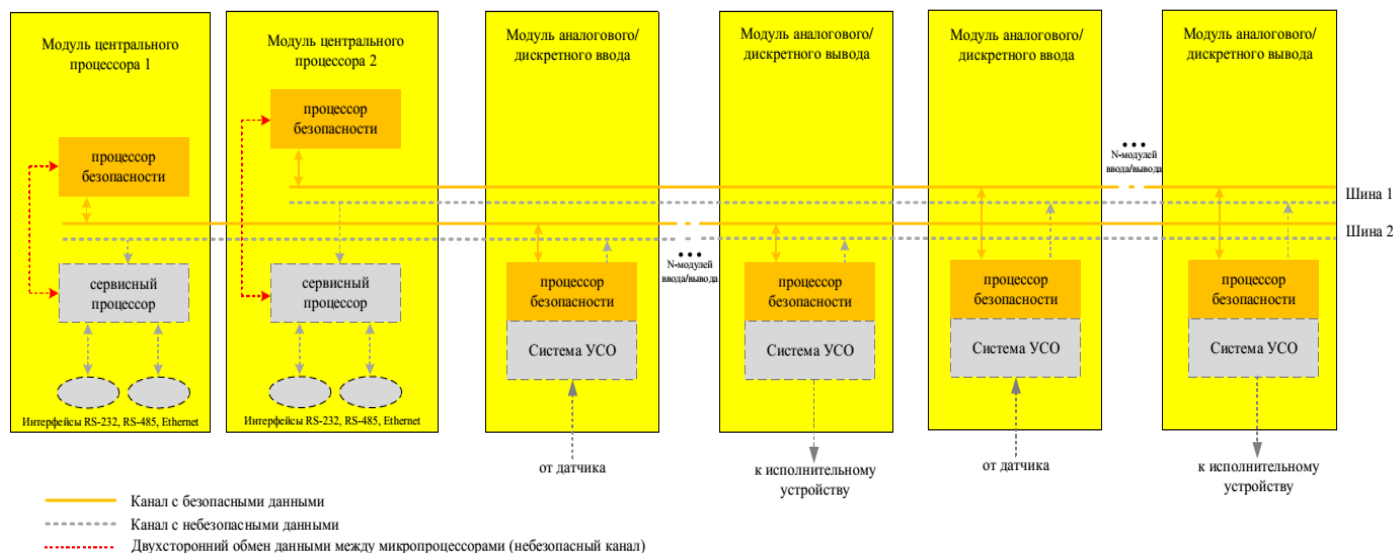 Модуль центрального
процессора 1
Модуль центрального
процессора 2
Модуль аналогового/
дискретного ввода
Модуль аналогового/
дискретного вывода
Модуль аналогового/
дискретного ввода
Модуль аналогового/
дискретного вывода
процессор
безопасности
процессор
безопасности
N-модулей
ввода/вывода
Шина 1
Шина 2
N-модулей
ввода/вывода
сервисный
процессор
сервисный
процессор
процессор
безопасности
процессор
безопасности
процессор
безопасности
процессор
безопасности
Система УСО
Система УСО
Система УСО
Система УСО
Интерфейсы RS-232, RS-485, Ethernet
Интерфейсы RS-232, RS-485, Ethernet
от датчика
к исполнительному
устройству
от датчика
к исполнительному
устройству
Канал с безопасными данными
Канал с небезопасными данными
Двухсторонний обмен данными между микропроцессорами (небезопасный канал)